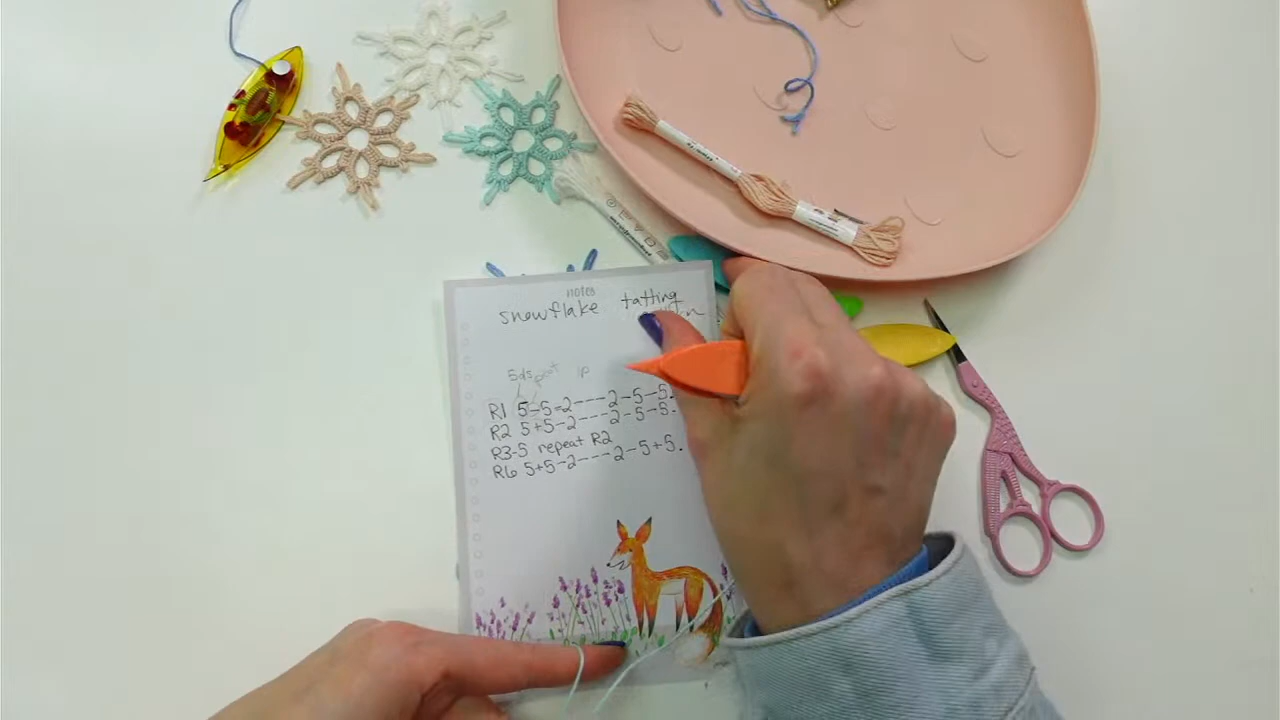 notes
snowflake tatting
5ds picot
R1 5-5-2---2-5-5.
R2 5+5-2---2-5-5.
R3-5 repeat R2
R6 5+5-2---2-5+5.